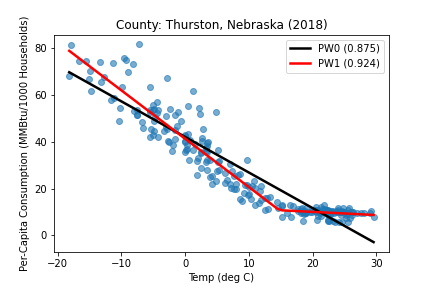 County: Thurston, Nebraska (2018)
PW0 (0.875)
PW1 (0.924)
Per-Capita Consumption (MMBtu/1000 Households)
80
60
40
20
0
−20
−10
0
10
20
30
Temp (deg C)